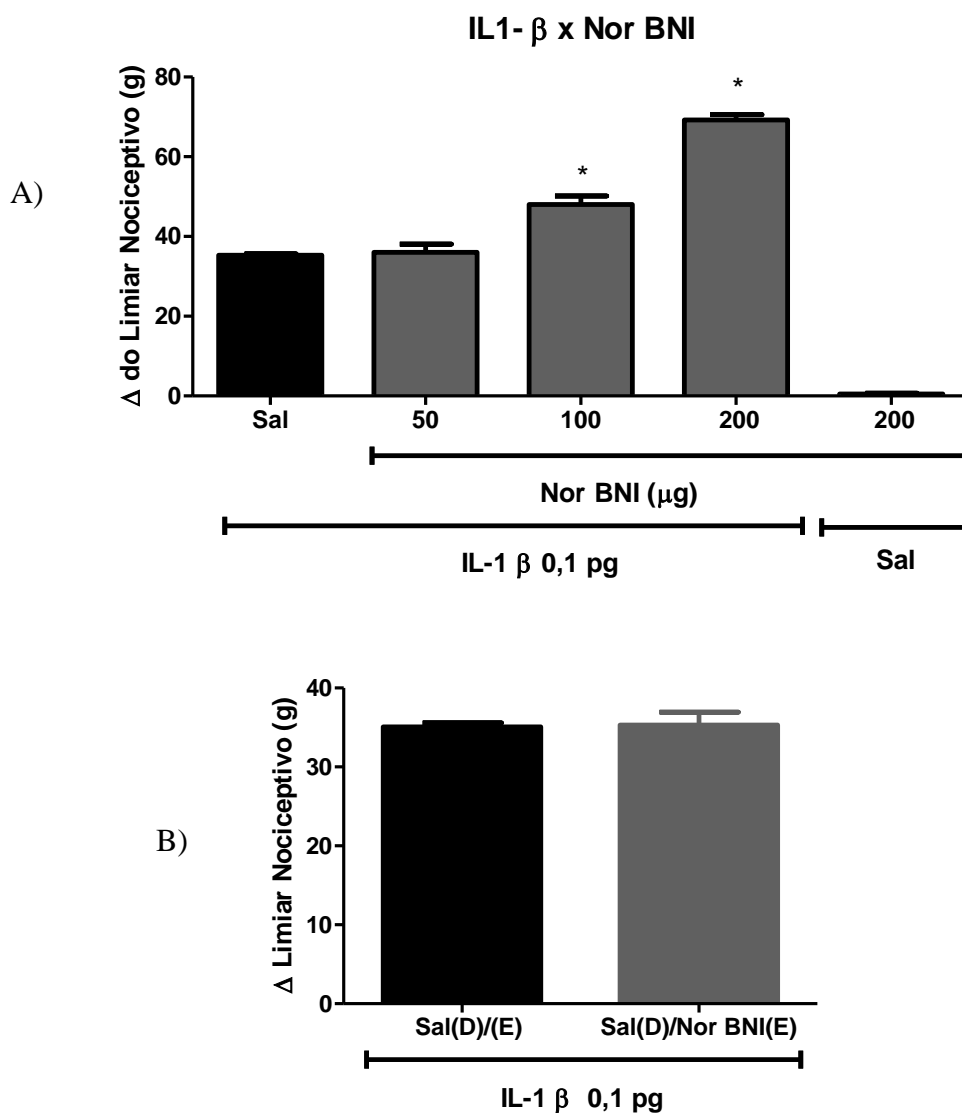 IL1- β x Nor BNI
A)
Δ do Limiar Nociceptivo (g)
80
60
40
20
0
*
*
Sal 50 100 200 200
Nor BNI (μg)
IL-1 β 0,1 pg Sal
B)
Δ Limiar Nociceptivo (g)
40
30
20
10
0
Sal(D)/(E) Sal(D)/Nor BNI(E)
IL-1 β 0,1 pg